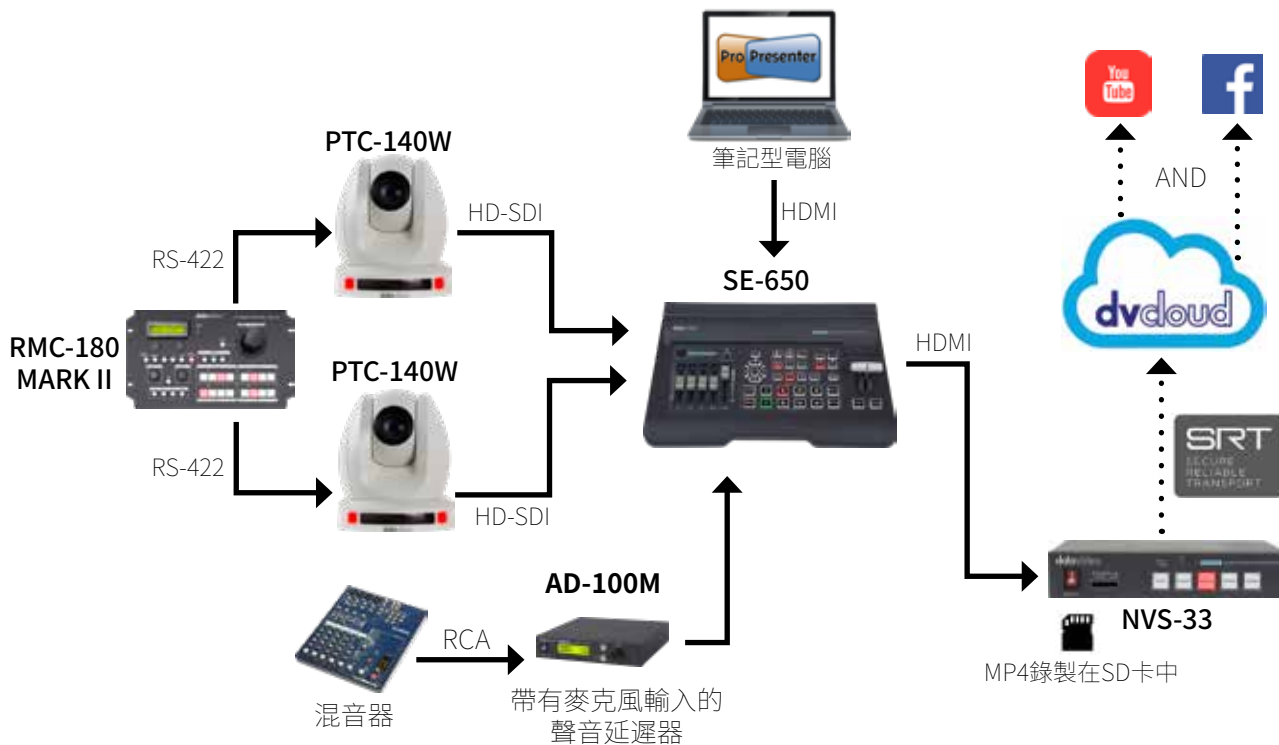 Pro Presenter
筆記型電腦
HDMI
You
Tube
f
AND
dvcloud
PTC-140W
HD-SDI
RS-422
RMC-180
MARK II
SE-650
HDMI
PTC-140W
RS-422
HD-SDI
SRT
SECURE
RELIABLE
TRANSPORT
datavideo
NVS-33
MP4錄製在SD卡中
AD-100M
RCA
混音器
帶有麥克風輸入的
聲音延遲器